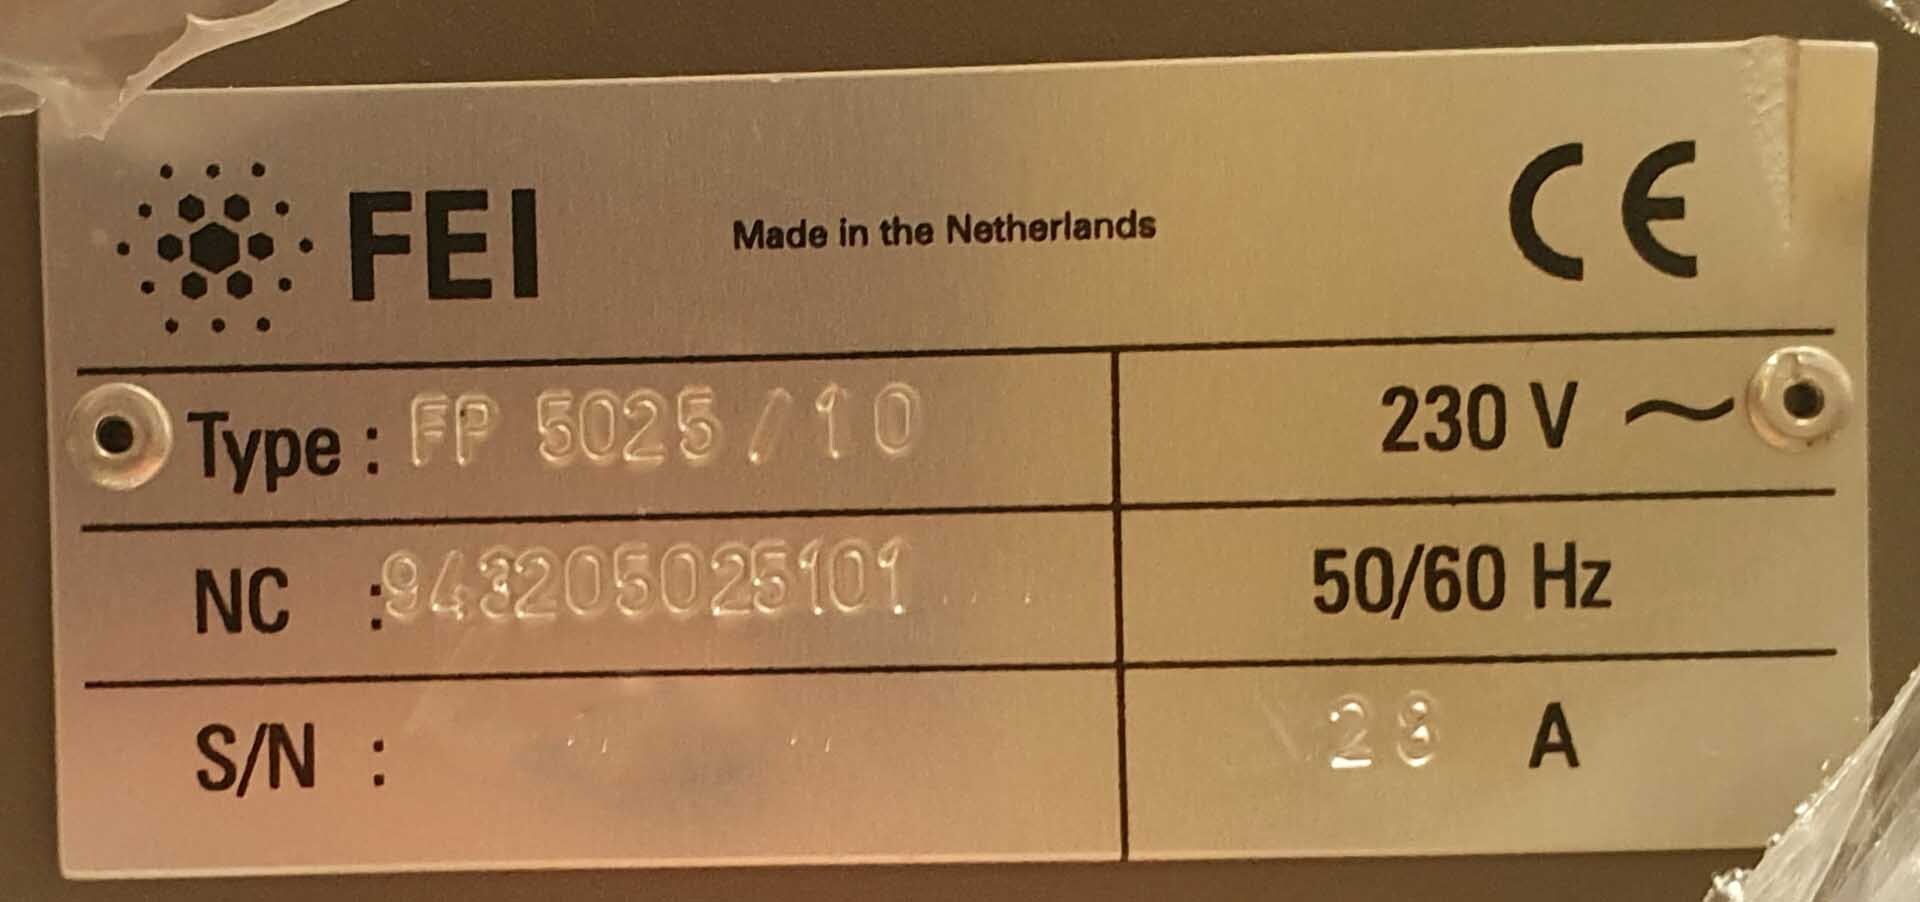 FEI
Made in the Netherlands
CE
Type : FP 5025/10
230 V ~
NC : 943205025101
50/60 Hz
S/N :
28 A